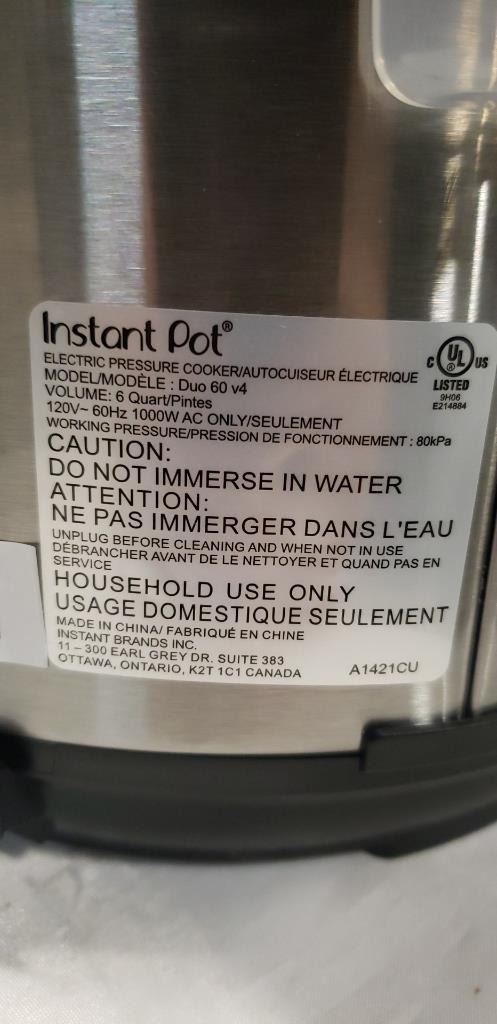 Instant Pot®
ELECTRIC PRESSURE COOKER/AUTOCUISEUR ÉLECTRIQUE
MODEL/MODÈLE : Duo 60 v4
VOLUME: 6 Quart/Pintes
120V~ 60Hz 1000W AC ONLY/SEULEMENT
WORKING PRESSURE/PRESSION DE FONCTIONNEMENT : 80kPa
C UL ® US
LISTED
9H06
E214884
CAUTION:
DO NOT IMMERSE IN WATER
ATTENTION:
NE PAS IMMERGER DANS L'EAU
UNPLUG BEFORE CLEANING AND WHEN NOT IN USE
DÉBRANCHER AVANT DE LE NETTOYER ET QUAND PAS EN
SERVICE
HOUSEHOLD USE ONLY
USAGE DOMESTIQUE SEULEMENT
MADE IN CHINA/ FABRIQUÉ EN CHINE
INSTANT BRANDS INC.
11 – 300 EARL GREY DR. SUITE 383
OTTAWA, ONTARIO, K2T 1C1 CANADA
A1421CU